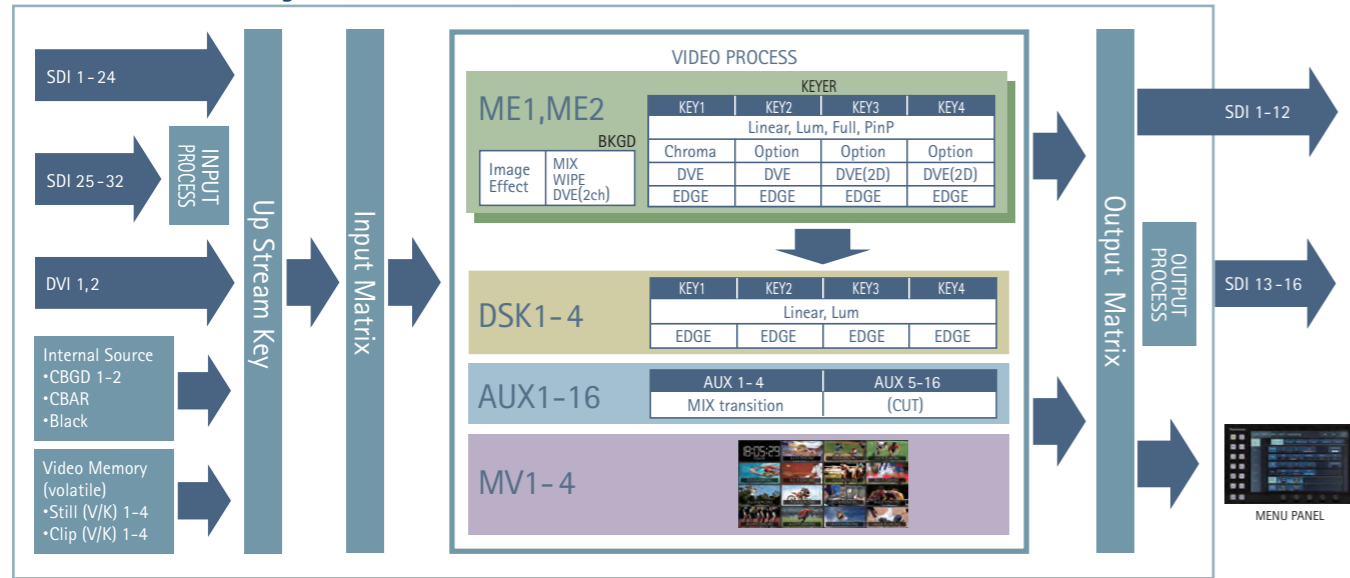 SDI 1-24
SDI 25-32
INPUT PROCESS
DVI 1,2
Internal Source
•CBGD 1-2
•CBAR
•Black
Video Memory
(volatile)
•Still (V/K) 1-4
•Clip (V/K) 1-4
Up Stream Key
Input Matrix
VIDEO PROCESS
ME1,ME2
BKGD
Image Effect
MIX
WIPE
DVE(2ch)
KEYER
KEY1 KEY2 KEY3 KEY4
Linear, Lum, Full, PinP
Chroma Option Option Option
DVE DVE DVE(2D) DVE(2D)
EDGE EDGE EDGE EDGE
DSK1-4
KEY1 KEY2 KEY3 KEY4
Linear, Lum
EDGE EDGE EDGE EDGE
AUX1-16
AUX 1-4 AUX 5-16
MIX transition (CUT)
MV1-4
18:05:29
Output Matrix
OUTPUT PROCESS
SDI 1-12
SDI 13-16
MENU PANEL